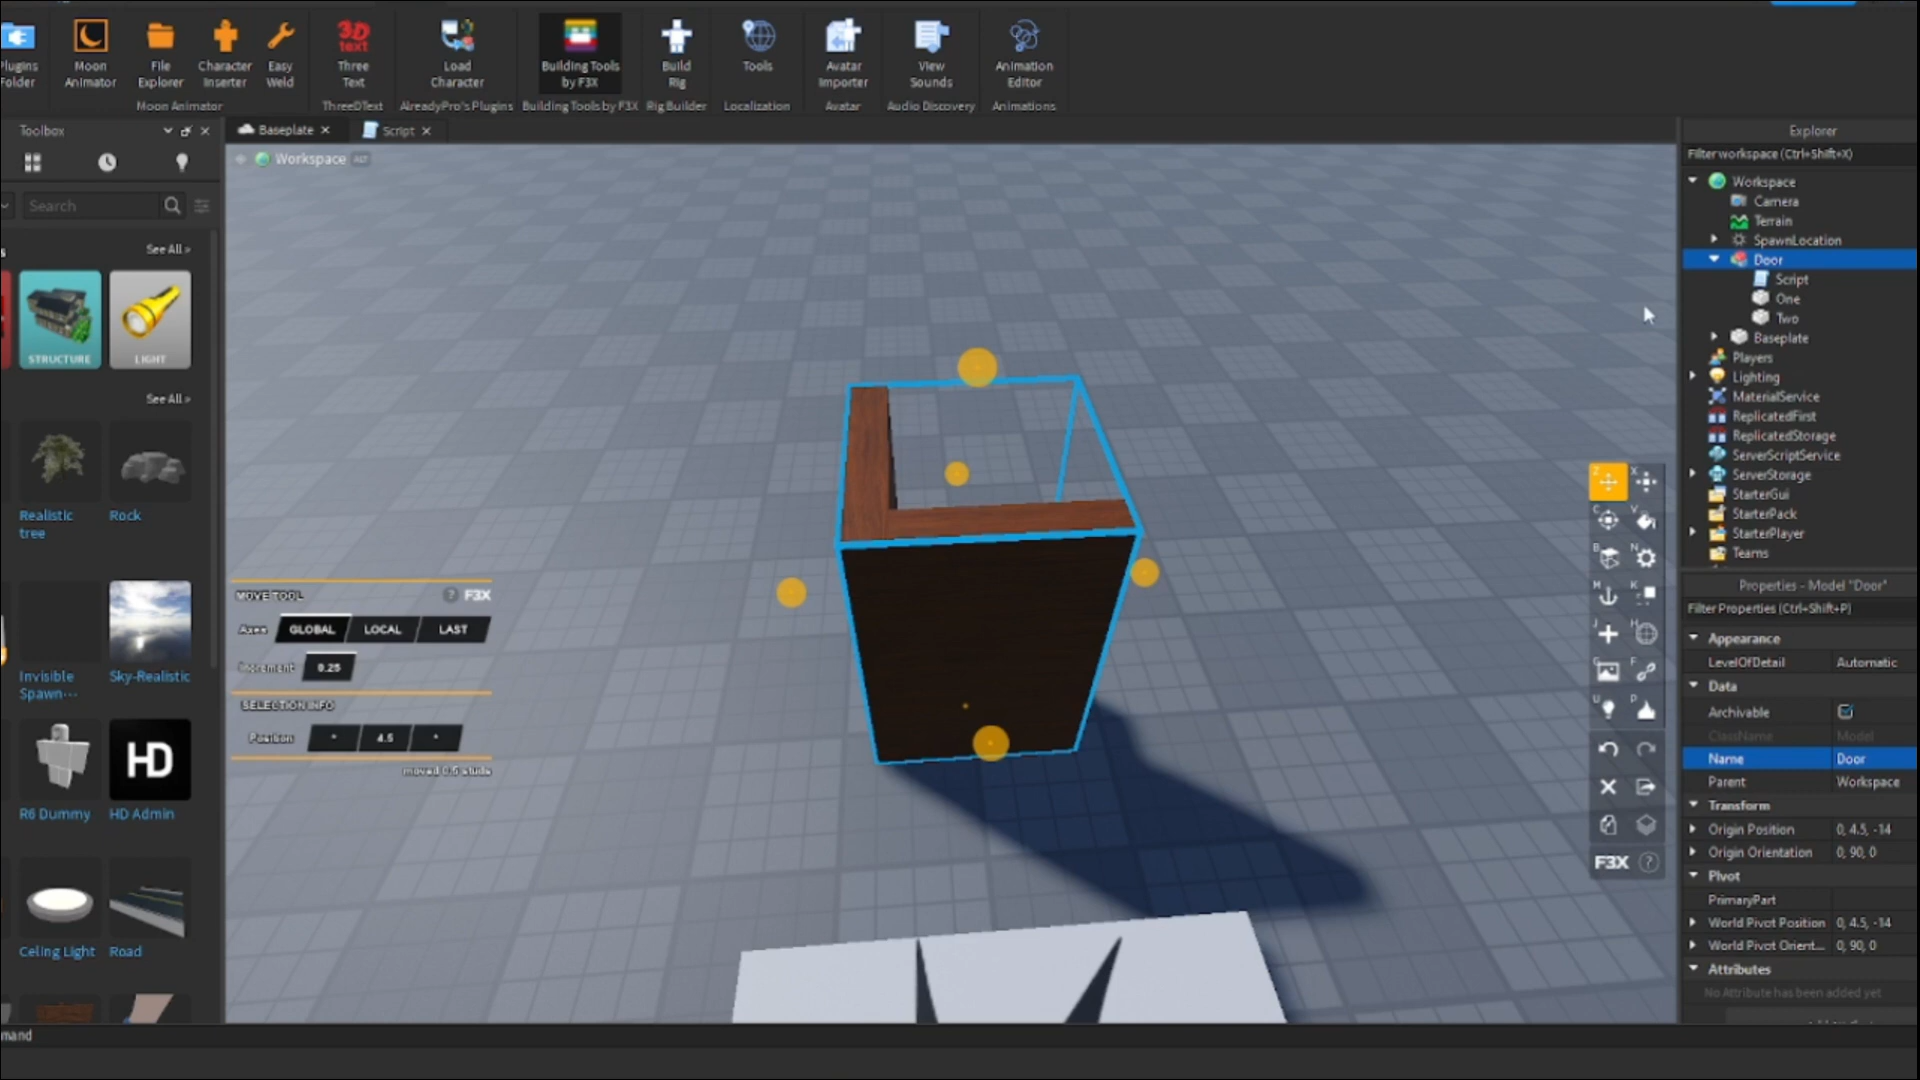 Plugins
Folder
Moon
Animator
File
Explorer
Character
Inserter
Easy
Weld
Moon Animator
3D
text
Three
Text
ThreeDText
Load
Character
AlreadyPro's Plugins
Building Tools
by F3X
Building Tools by F3X
Build
Rig
Rig Builder
Tools
Localization
Avatar
Importer
Avatar
View
Sounds
Audio Discovery
Animation
Editor
Animations
Toolbox
Search
See All »
STRUCTURE
LIGHT
See All »
Realistic
tree
Rock
Invisible
Spawn...
Sky-Realistic
R6 Dummy
HD
HD Admin
Celing Light
Road
mand
Baseplate
Script
Workspace
MOVE TOOL
? F3X
Axes GLOBAL LOCAL LAST
Increment 0.25
SELECTION INFO
Position * 4.5 *
moved 0.5 studs
Z X
C V
B N
M K
J H
G F
U P
F3X ?
Explorer
Filter workspace (Ctrl+Shift+X)
Workspace
Camera
Terrain
SpawnLocation
Door
Script
One
Two
Baseplate
Players
Lighting
MaterialService
ReplicatedFirst
ReplicatedStorage
ServerScriptService
ServerStorage
StarterGui
StarterPack
StarterPlayer
Teams
Properties - Model "Door"
Filter Properties (Ctrl+Shift+P)
Appearance
LevelOfDetail Automatic
Data
Archivable
ClassName Model
Name Door
Parent Workspace
Transform
Origin Position 0, 4.5, -14
Origin Orientation 0, 90, 0
Pivot
PrimaryPart
World Pivot Position 0, 4.5, -14
World Pivot Orient... 0, 90, 0
Attributes
No Attribute has been added yet